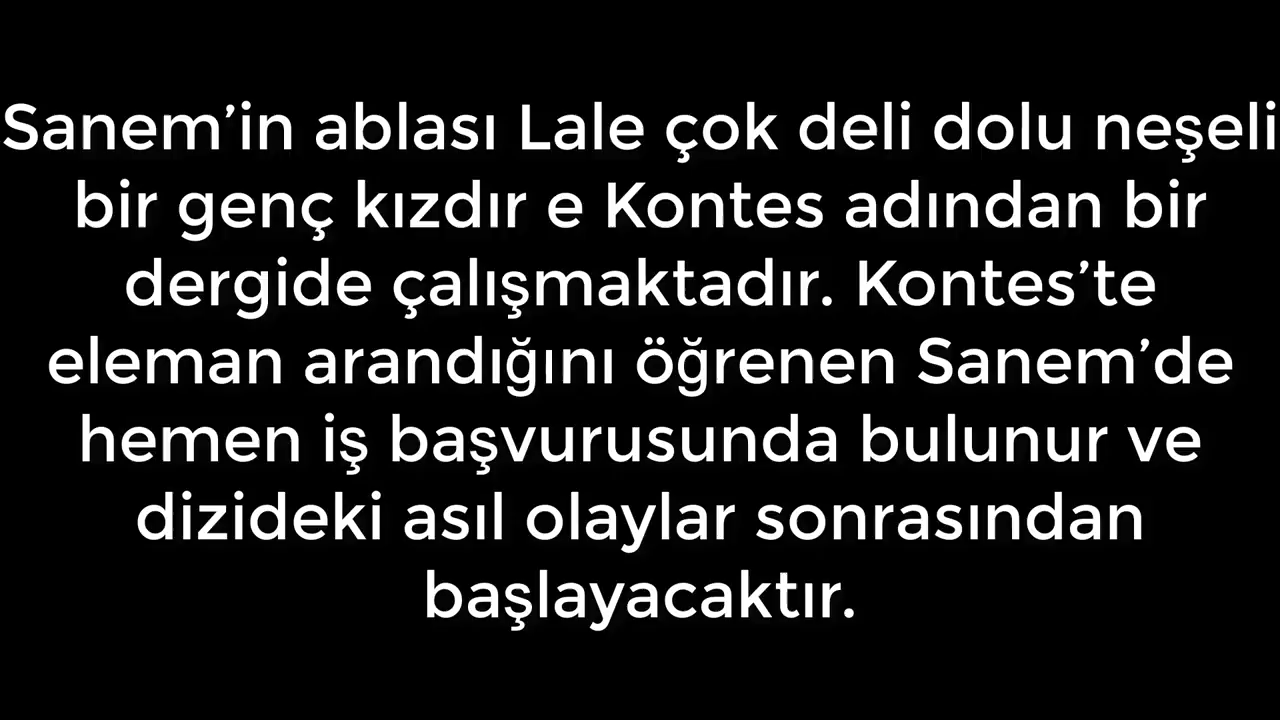 Sanem’in ablası Lale çok deli dolu neşeli
bir genç kızdır e Kontes adından bir
dergide çalışmaktadır. Kontes’te
eleman arandığını öğrenen Sanem’de
hemen iş başvurusunda bulunur ve
dizideki asıl olaylar sonrasından
başlayacaktır.